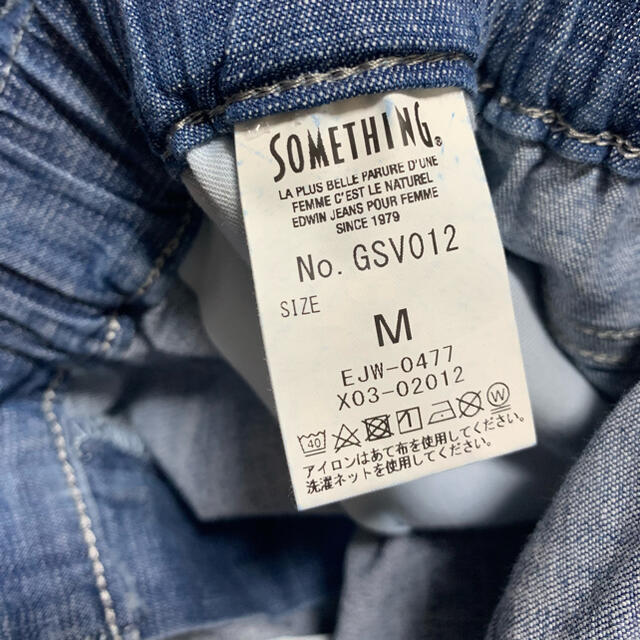 SOMETHING®
LA PLUS BELLE PARURE D'UNE
FEMME C'EST LE NATUREL
EDWIN JEANS POUR FEMME
SINCE 1979
No. GSV012
SIZE
M
EJW-0477
X03-02012
40 W
アイロンはあて布を使用してください。
洗濯ネットを使用してください。